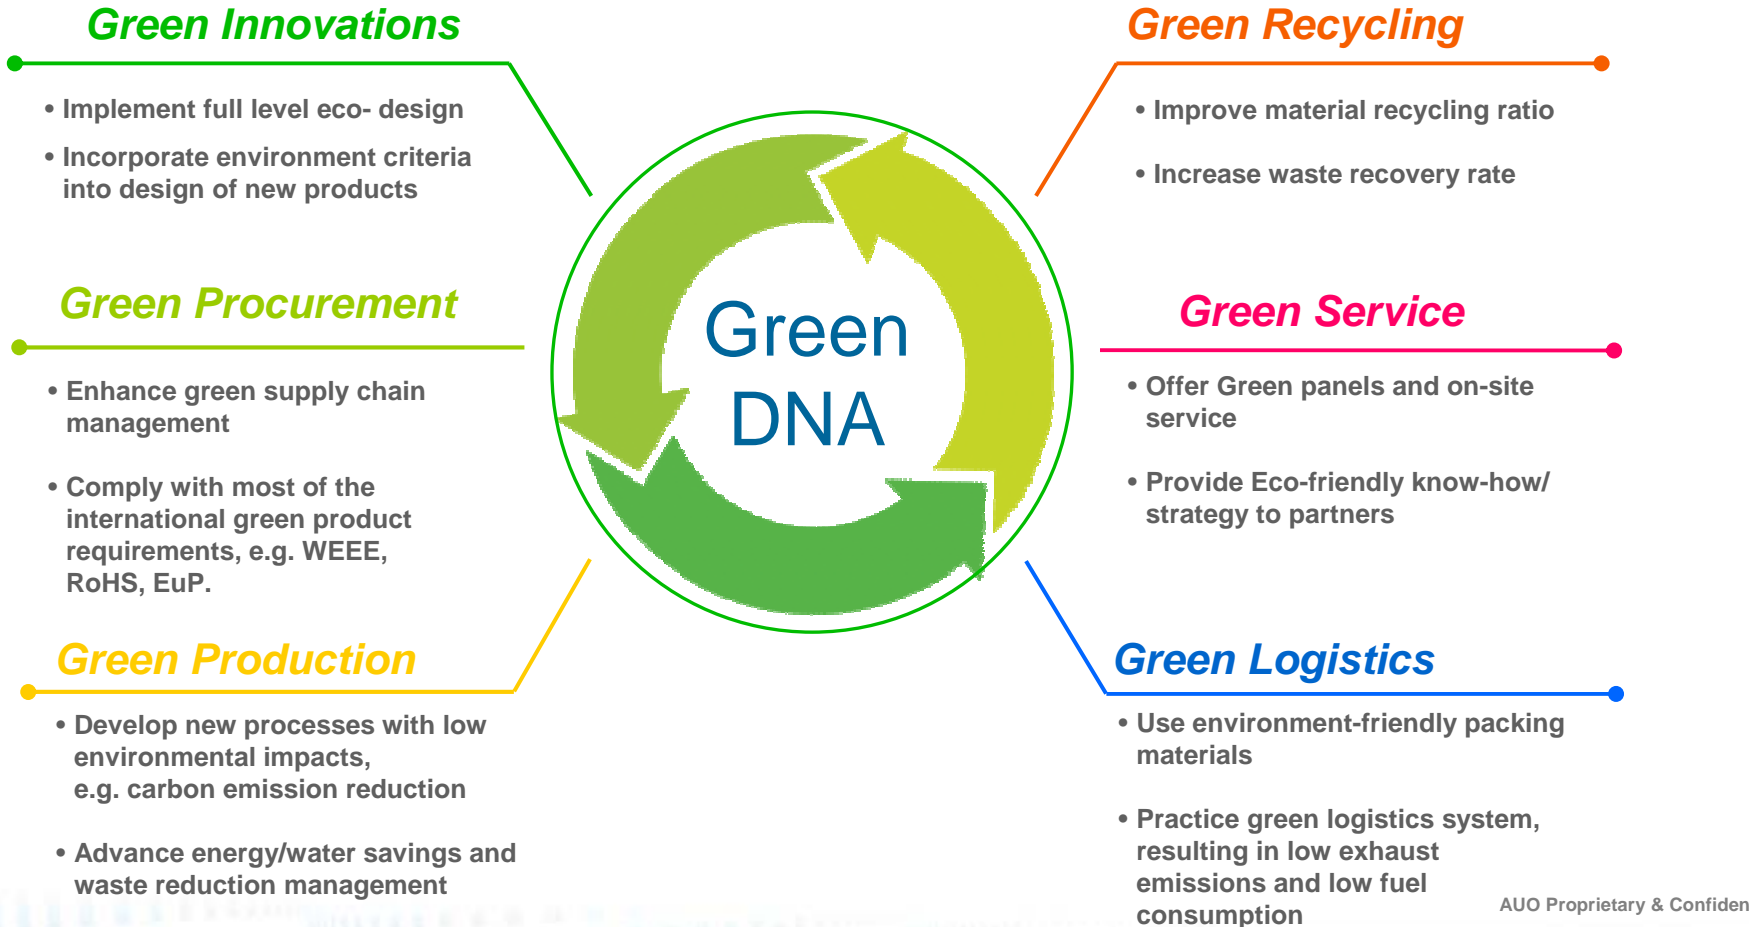 Green Innovations
• Implement full level eco- design
• Incorporate environment criteria
into design of new products
Green Procurement
• Enhance green supply chain
management
• Comply with most of the
international green product
requirements, e.g. WEEE,
RoHS, EuP.
Green Production
• Develop new processes with low
environmental impacts,
e.g. carbon emission reduction
• Advance energy/water savings and
waste reduction management
Green
DNA
Green Recycling
• Improve material recycling ratio
• Increase waste recovery rate
Green Service
• Offer Green panels and on-site
service
• Provide Eco-friendly know-how/
strategy to partners
Green Logistics
• Use environment-friendly packing
materials
• Practice green logistics system,
resulting in low exhaust
emissions and low fuel
consumption
AUO Proprietary & Confiden